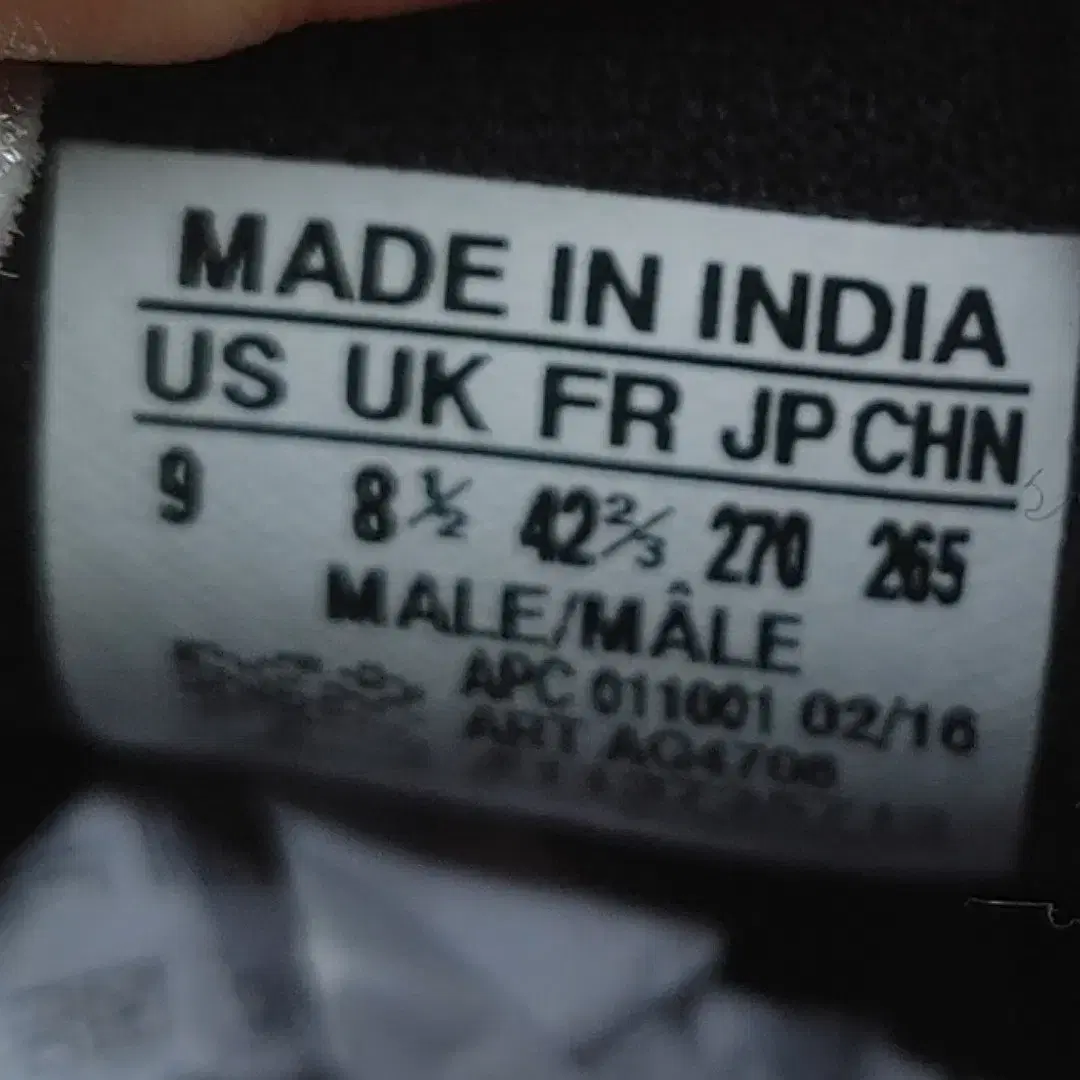 MADE IN INDIA
US UK FR JP CHN
9 8½ 42⅔ 270 265
MALE/MÂLE
APC 011001 02/16
ART AQ4706